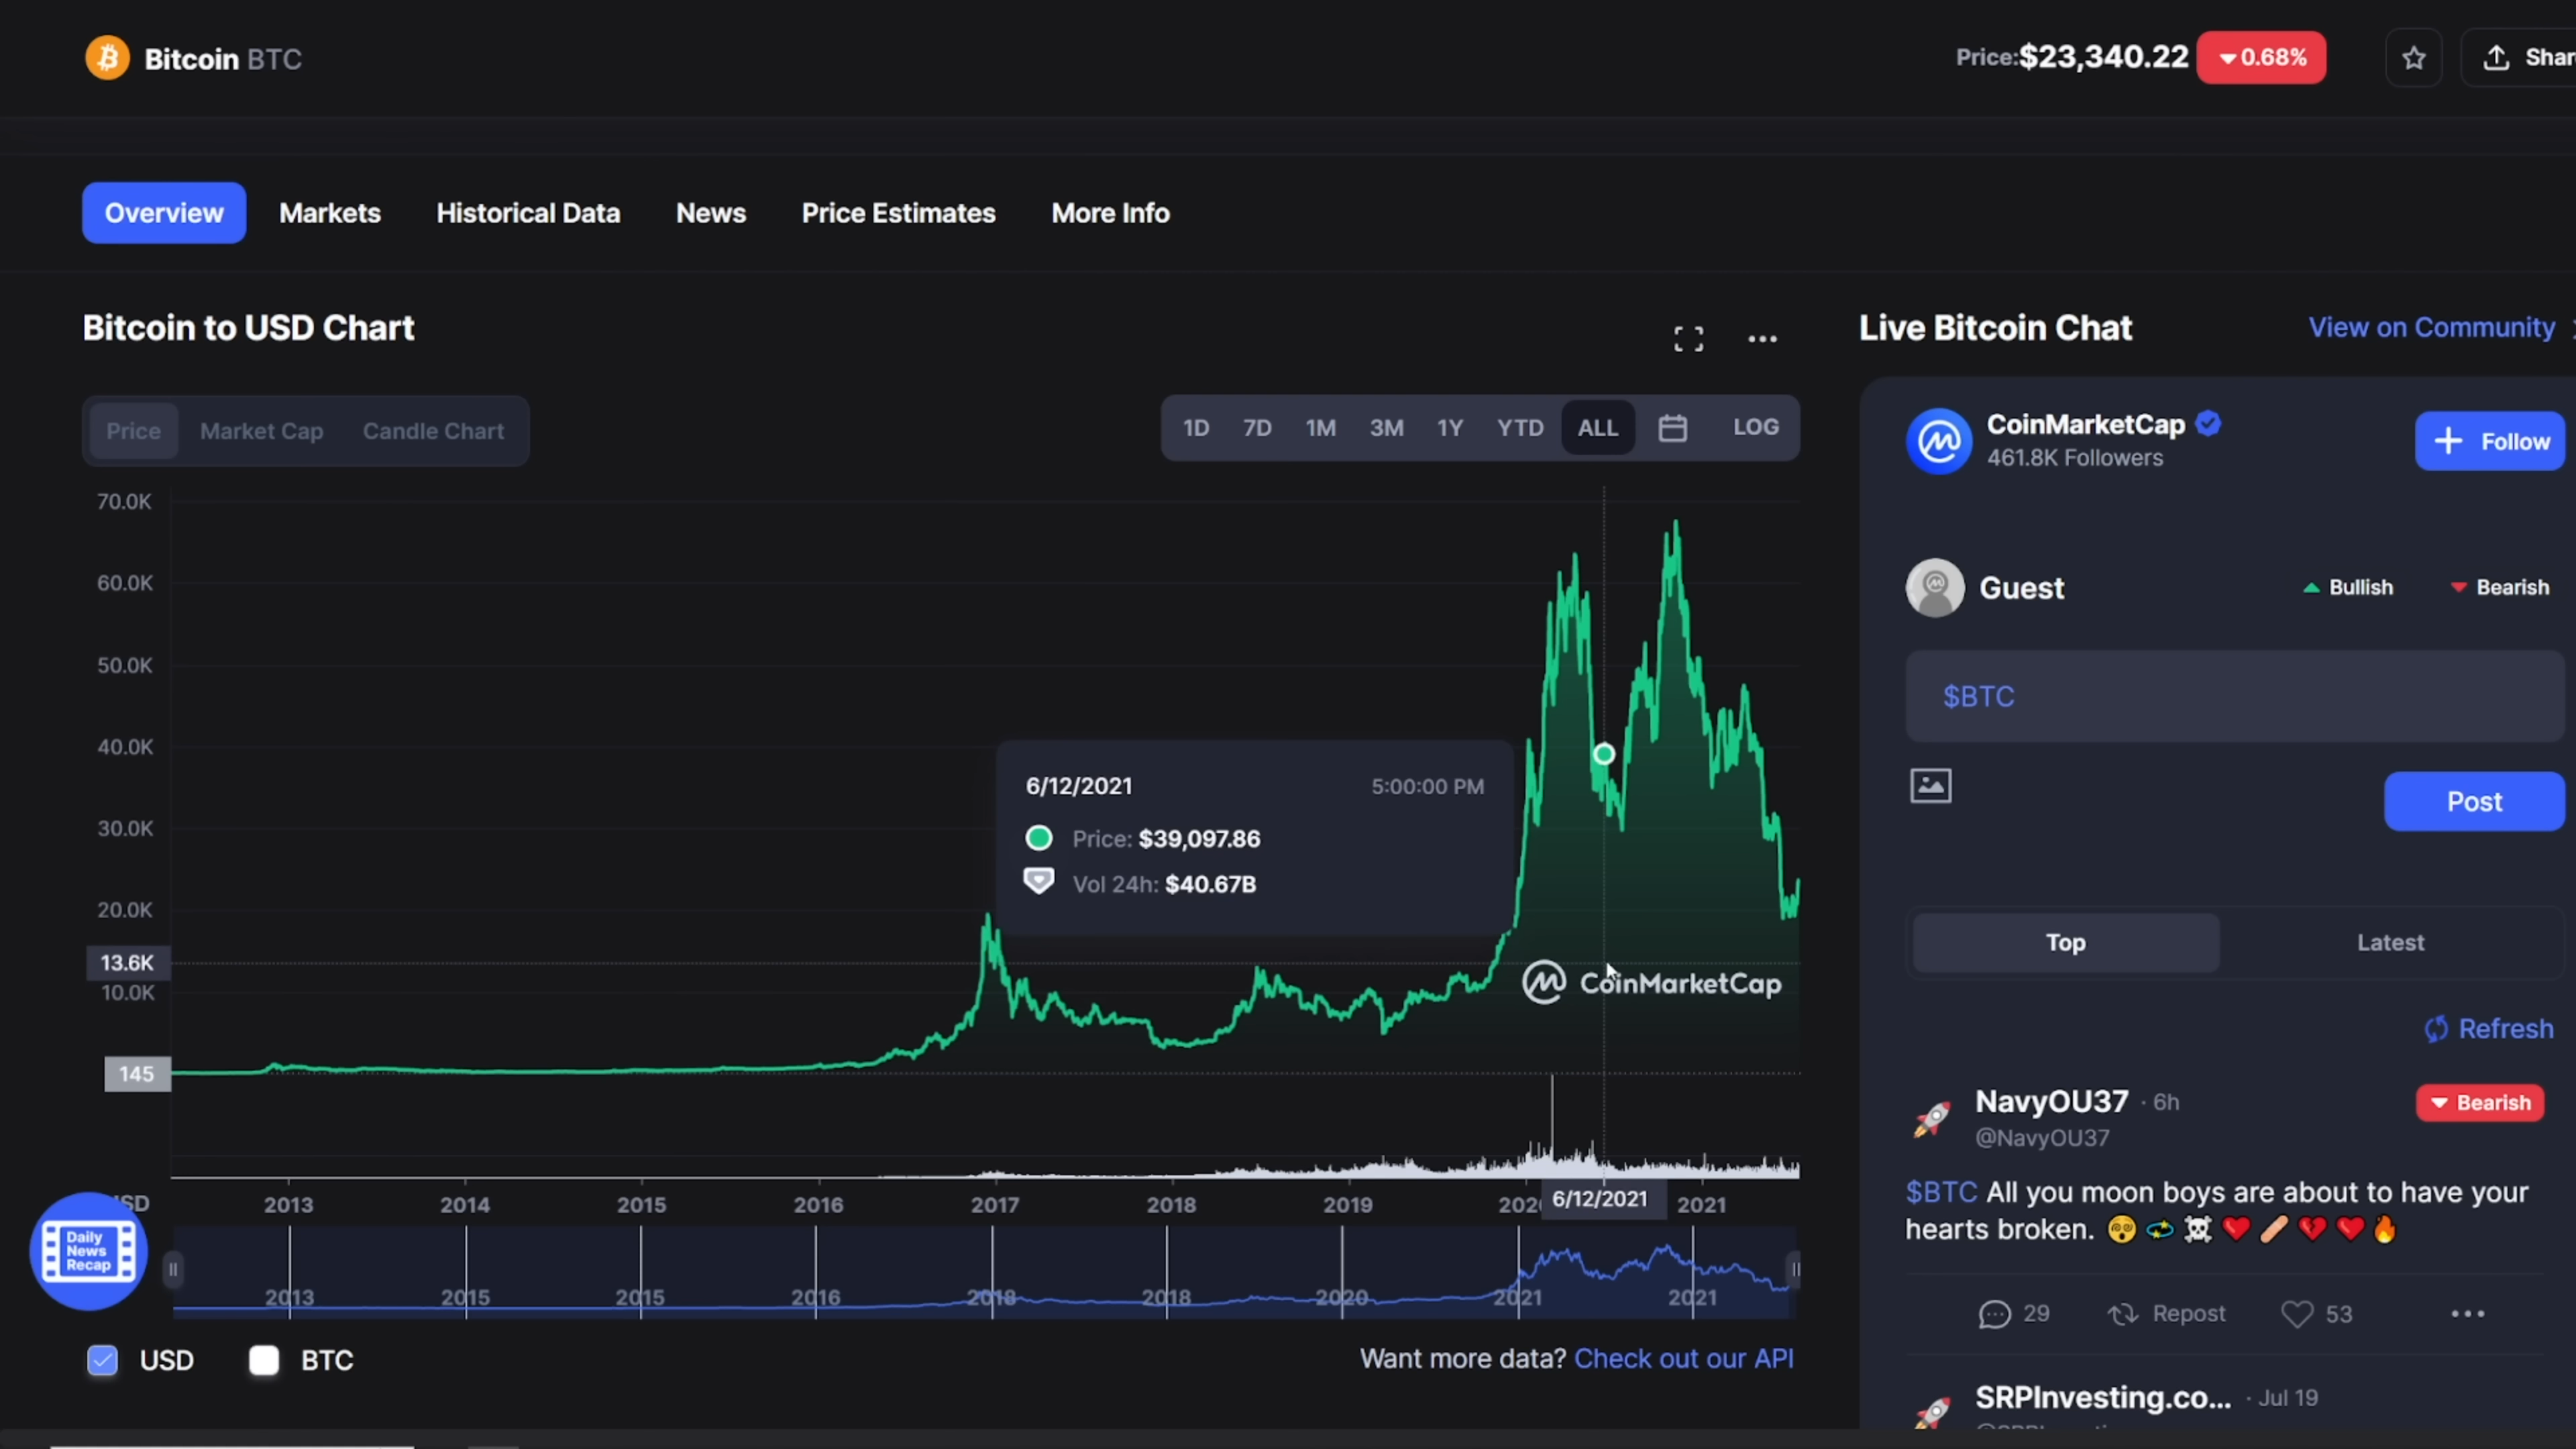 Bitcoin BTC
Price:$23,340.22 0.68%
Overview Markets Historical Data News Price Estimates More Info
Bitcoin to USD Chart
Price Market Cap Candle Chart
1D 7D 1M 3M 1Y YTD ALL LOG
70.0K
60.0K
50.0K
40.0K
30.0K
20.0K
13.6K
10.0K
145
6/12/2021 5:00:00 PM
Price: $39,097.86
Vol 24h: $40.67B
CoinMarketCap
2013 2014 2015 2016 2017 2018 2019 6/12/2021 2021
2013 2015 2015 2016 2018 2018 2020 2021 2021
Daily
News
Recap
USD BTC
Want more data? Check out our API
Live Bitcoin Chat View on Community
CoinMarketCap
461.8K Followers
Follow
Guest Bullish Bearish
$BTC
Post
Top Latest
Refresh
NavyOU37 · 6h Bearish
@NavyOU37
$BTC All you moon boys are about to have your
hearts broken. 😵💫☠️❤️🩹💔❤️🔥
29 Repost 53
SRPInvesting.co... · Jul 19